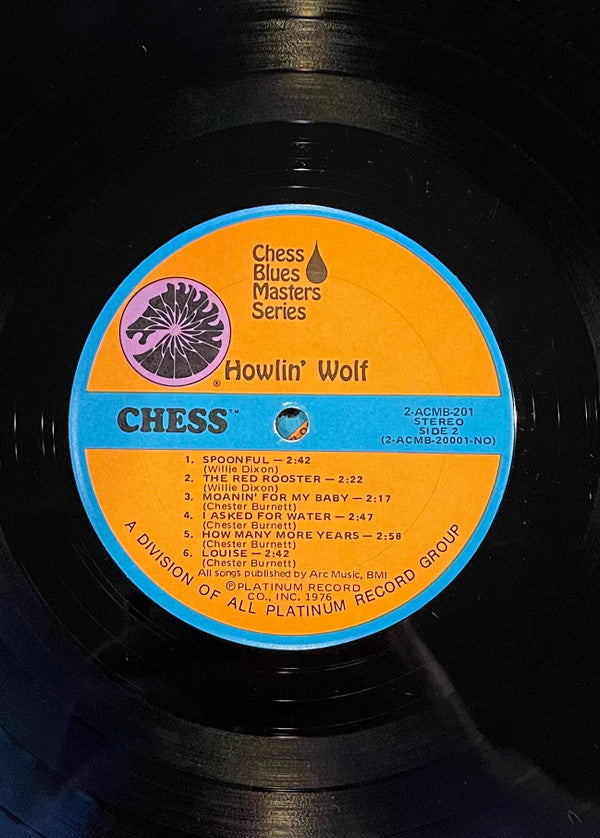 Chess
Blues
Masters
Series
® Howlin' Wolf
CHESS™
2-ACMB-201
STEREO
SIDE 2
(2-ACMB-20001-NO)
1. SPOONFUL — 2:42
(Willie Dixon)
2. THE RED ROOSTER — 2:22
(Willie Dixon)
3. MOANIN' FOR MY BABY — 2:17
(Chester Burnett)
4. I ASKED FOR WATER — 2:47
(Chester Burnett)
5. HOW MANY MORE YEARS — 2:58
(Chester Burnett)
6. LOUISE — 2:42
(Chester Burnett)
All songs published by Arc Music, BMI
℗PLATINUM RECORD
CO., INC. 1976
A DIVISION OF ALL PLATINUM RECORD GROUP